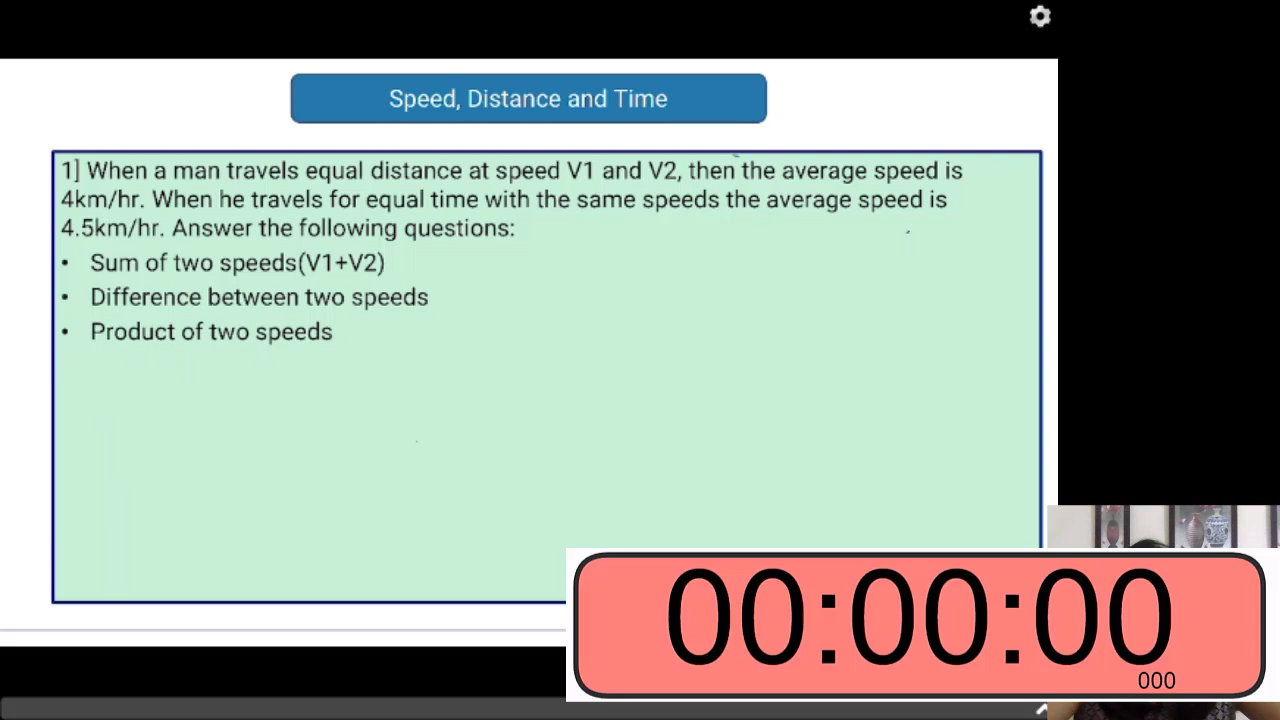 Speed, Distance and Time
1] When a man travels equal distance at speed V1 and V2, then the average speed is
4km/hr. When he travels for equal time with the same speeds the average speed is
4.5km/hr. Answer the following questions:
• Sum of two speeds(V1+V2)
• Difference between two speeds
• Product of two speeds
00:00:00
000